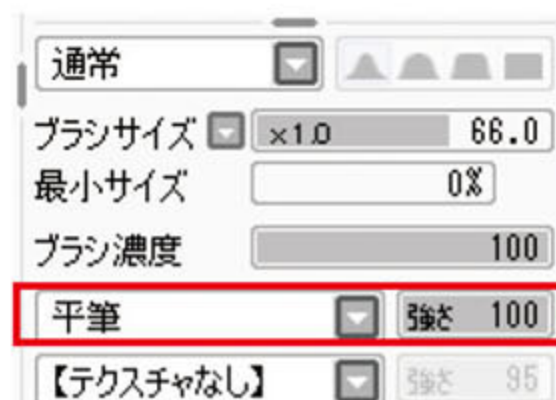 通常
ブラシサイズ ×1.0 66.0
最小サイズ 0%
ブラシ濃度 100
平筆 強さ 100
【テクスチャなし】 強さ 95